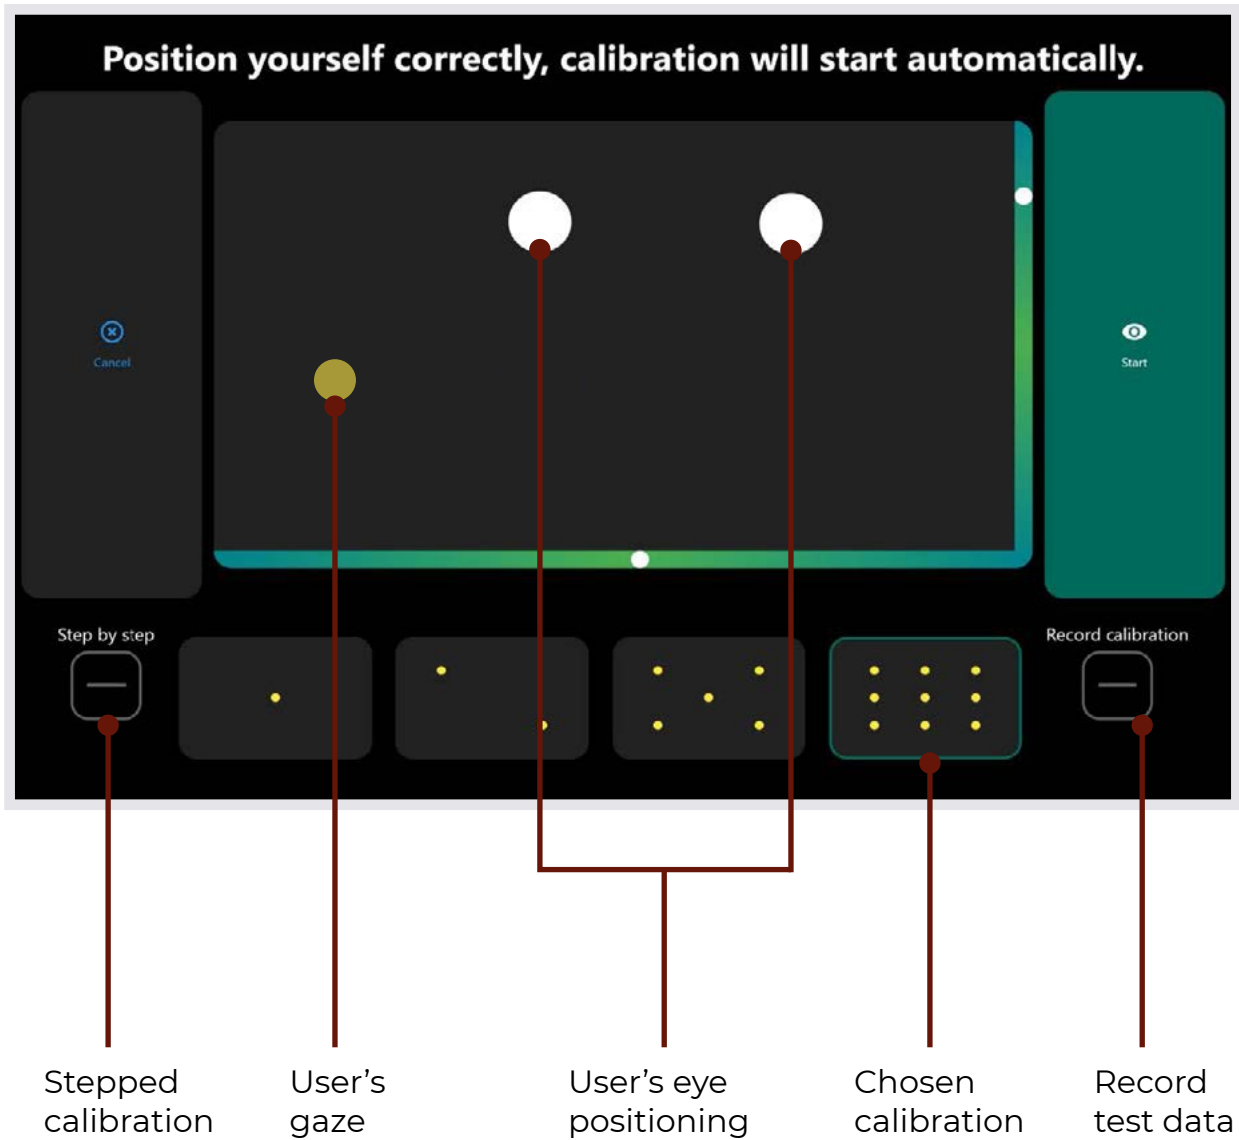 Position yourself correctly, calibration will start automatically.
Cancel
Start
Step by step
Record calibration
Stepped
calibration
User’s
gaze
User’s eye
positioning
Chosen
calibration
Record
test data